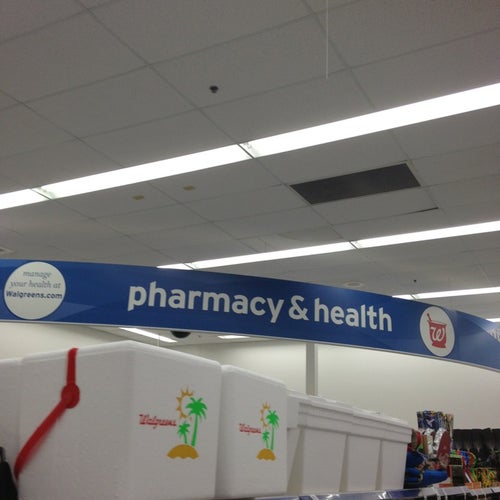 manage
your health at
Walgreens.com
pharmacy & health
W
Walgreens
Walgreens